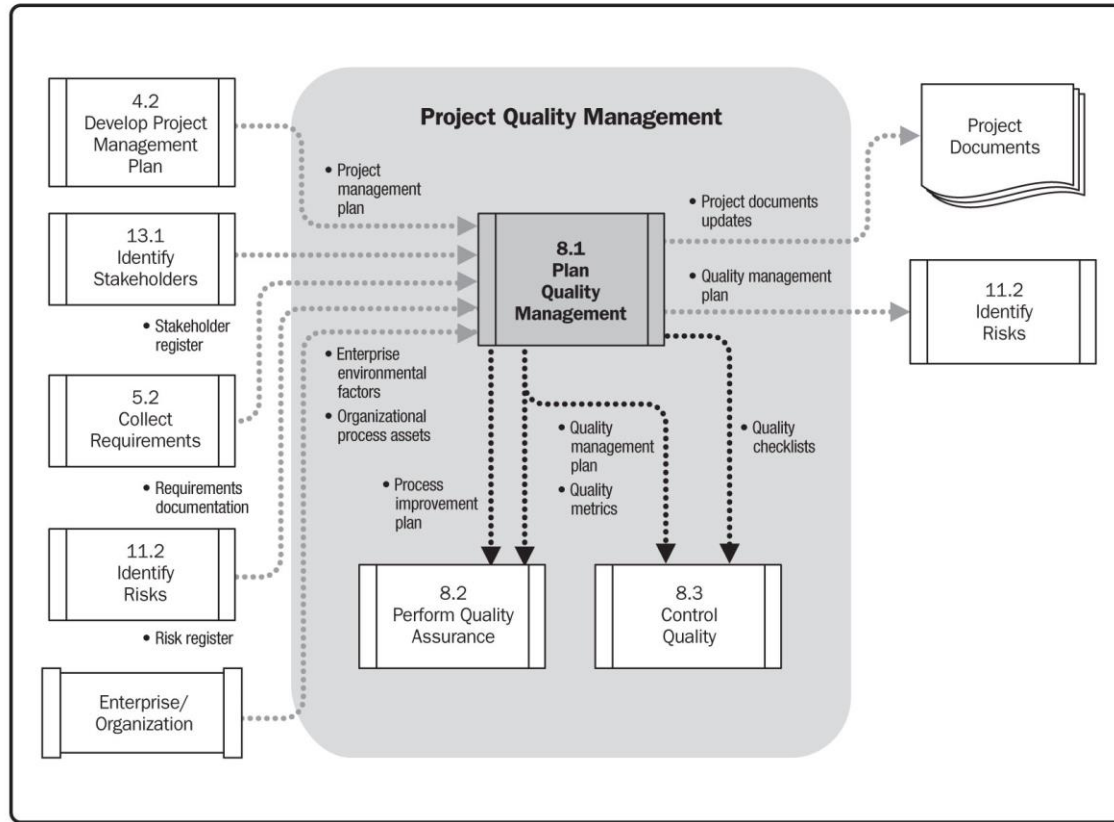 Project Quality Management
4.2
Develop Project
Management
Plan
• Project
management
plan
13.1
Identify
Stakeholders
• Stakeholder
register
5.2
Collect
Requirements
• Requirements
documentation
11.2
Identify
Risks
• Risk register
Enterprise/
Organization
• Enterprise
environmental
factors
• Organizational
process assets
8.1
Plan
Quality
Management
• Project documents
updates
Project
Documents
• Quality management
plan
11.2
Identify
Risks
• Process
improvement
plan
• Quality
management
plan
• Quality
metrics
• Quality
checklists
8.2
Perform Quality
Assurance
8.3
Control
Quality